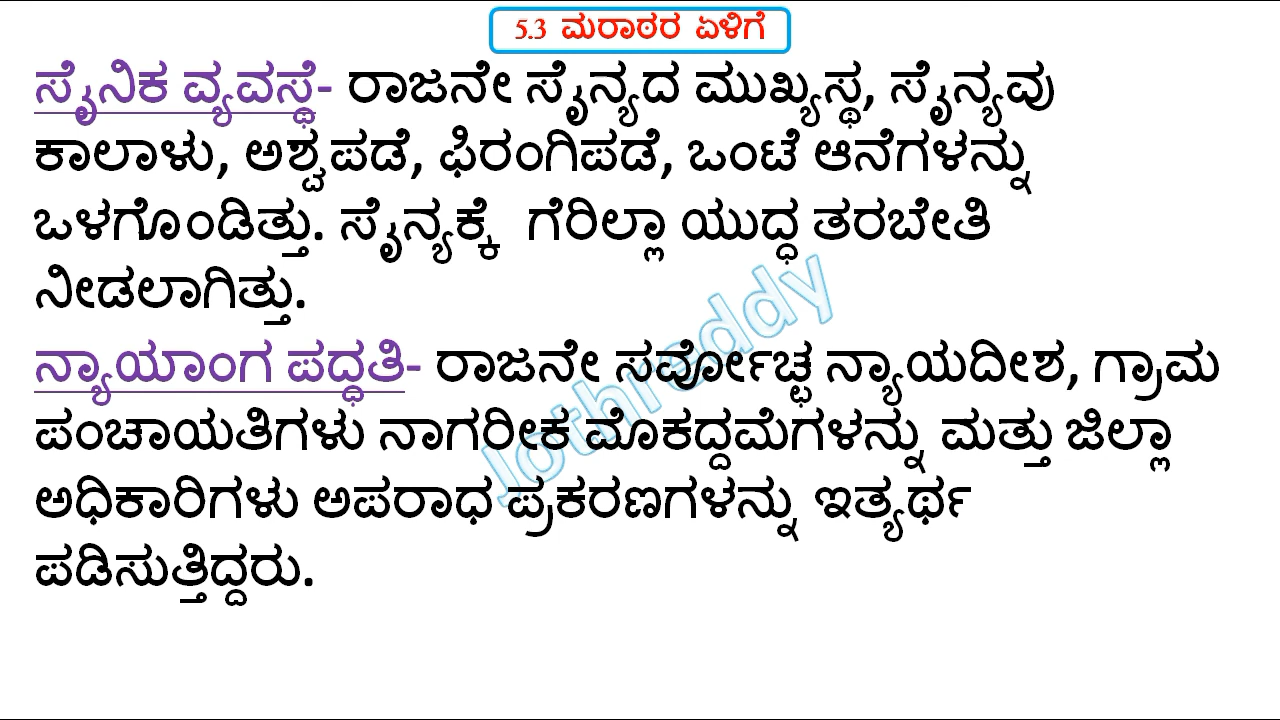 5.3 ಮರಾಠರ ಏಳಿಗೆ
ಸೈನಿಕ ವ್ಯವಸ್ಥೆ- ರಾಜನೇ ಸೈನ್ಯದ ಮುಖ್ಯಸ್ಥ, ಸೈನ್ಯವು
ಕಾಲಾಳು, ಅಶ್ವಪಡೆ, ಫಿರಂಗಿಪಡೆ, ಒಂಟೆ ಆನೆಗಳನ್ನು
ಒಳಗೊಂಡಿತ್ತು. ಸೈನ್ಯಕ್ಕೆ ಗೆರಿಲ್ಲಾ ಯುದ್ಧ ತರಬೇತಿ
ನೀಡಲಾಗಿತ್ತು.
ನ್ಯಾಯಾಂಗ ಪದ್ಧತಿ- ರಾಜನೇ ಸರ್ವೋಚ್ಚ ನ್ಯಾಯದೀಶ, ಗ್ರಾಮ
ಪಂಚಾಯತಿಗಳು ನಾಗರೀಕ ಮೊಕದ್ದಮೆಗಳನ್ನು ಮತ್ತು ಜಿಲ್ಲಾ
ಅಧಿಕಾರಿಗಳು ಅಪರಾಧ ಪ್ರಕರಣಗಳನ್ನು ಇತ್ಯರ್ಥ
ಪಡಿಸುತ್ತಿದ್ದರು.
Jothreddy